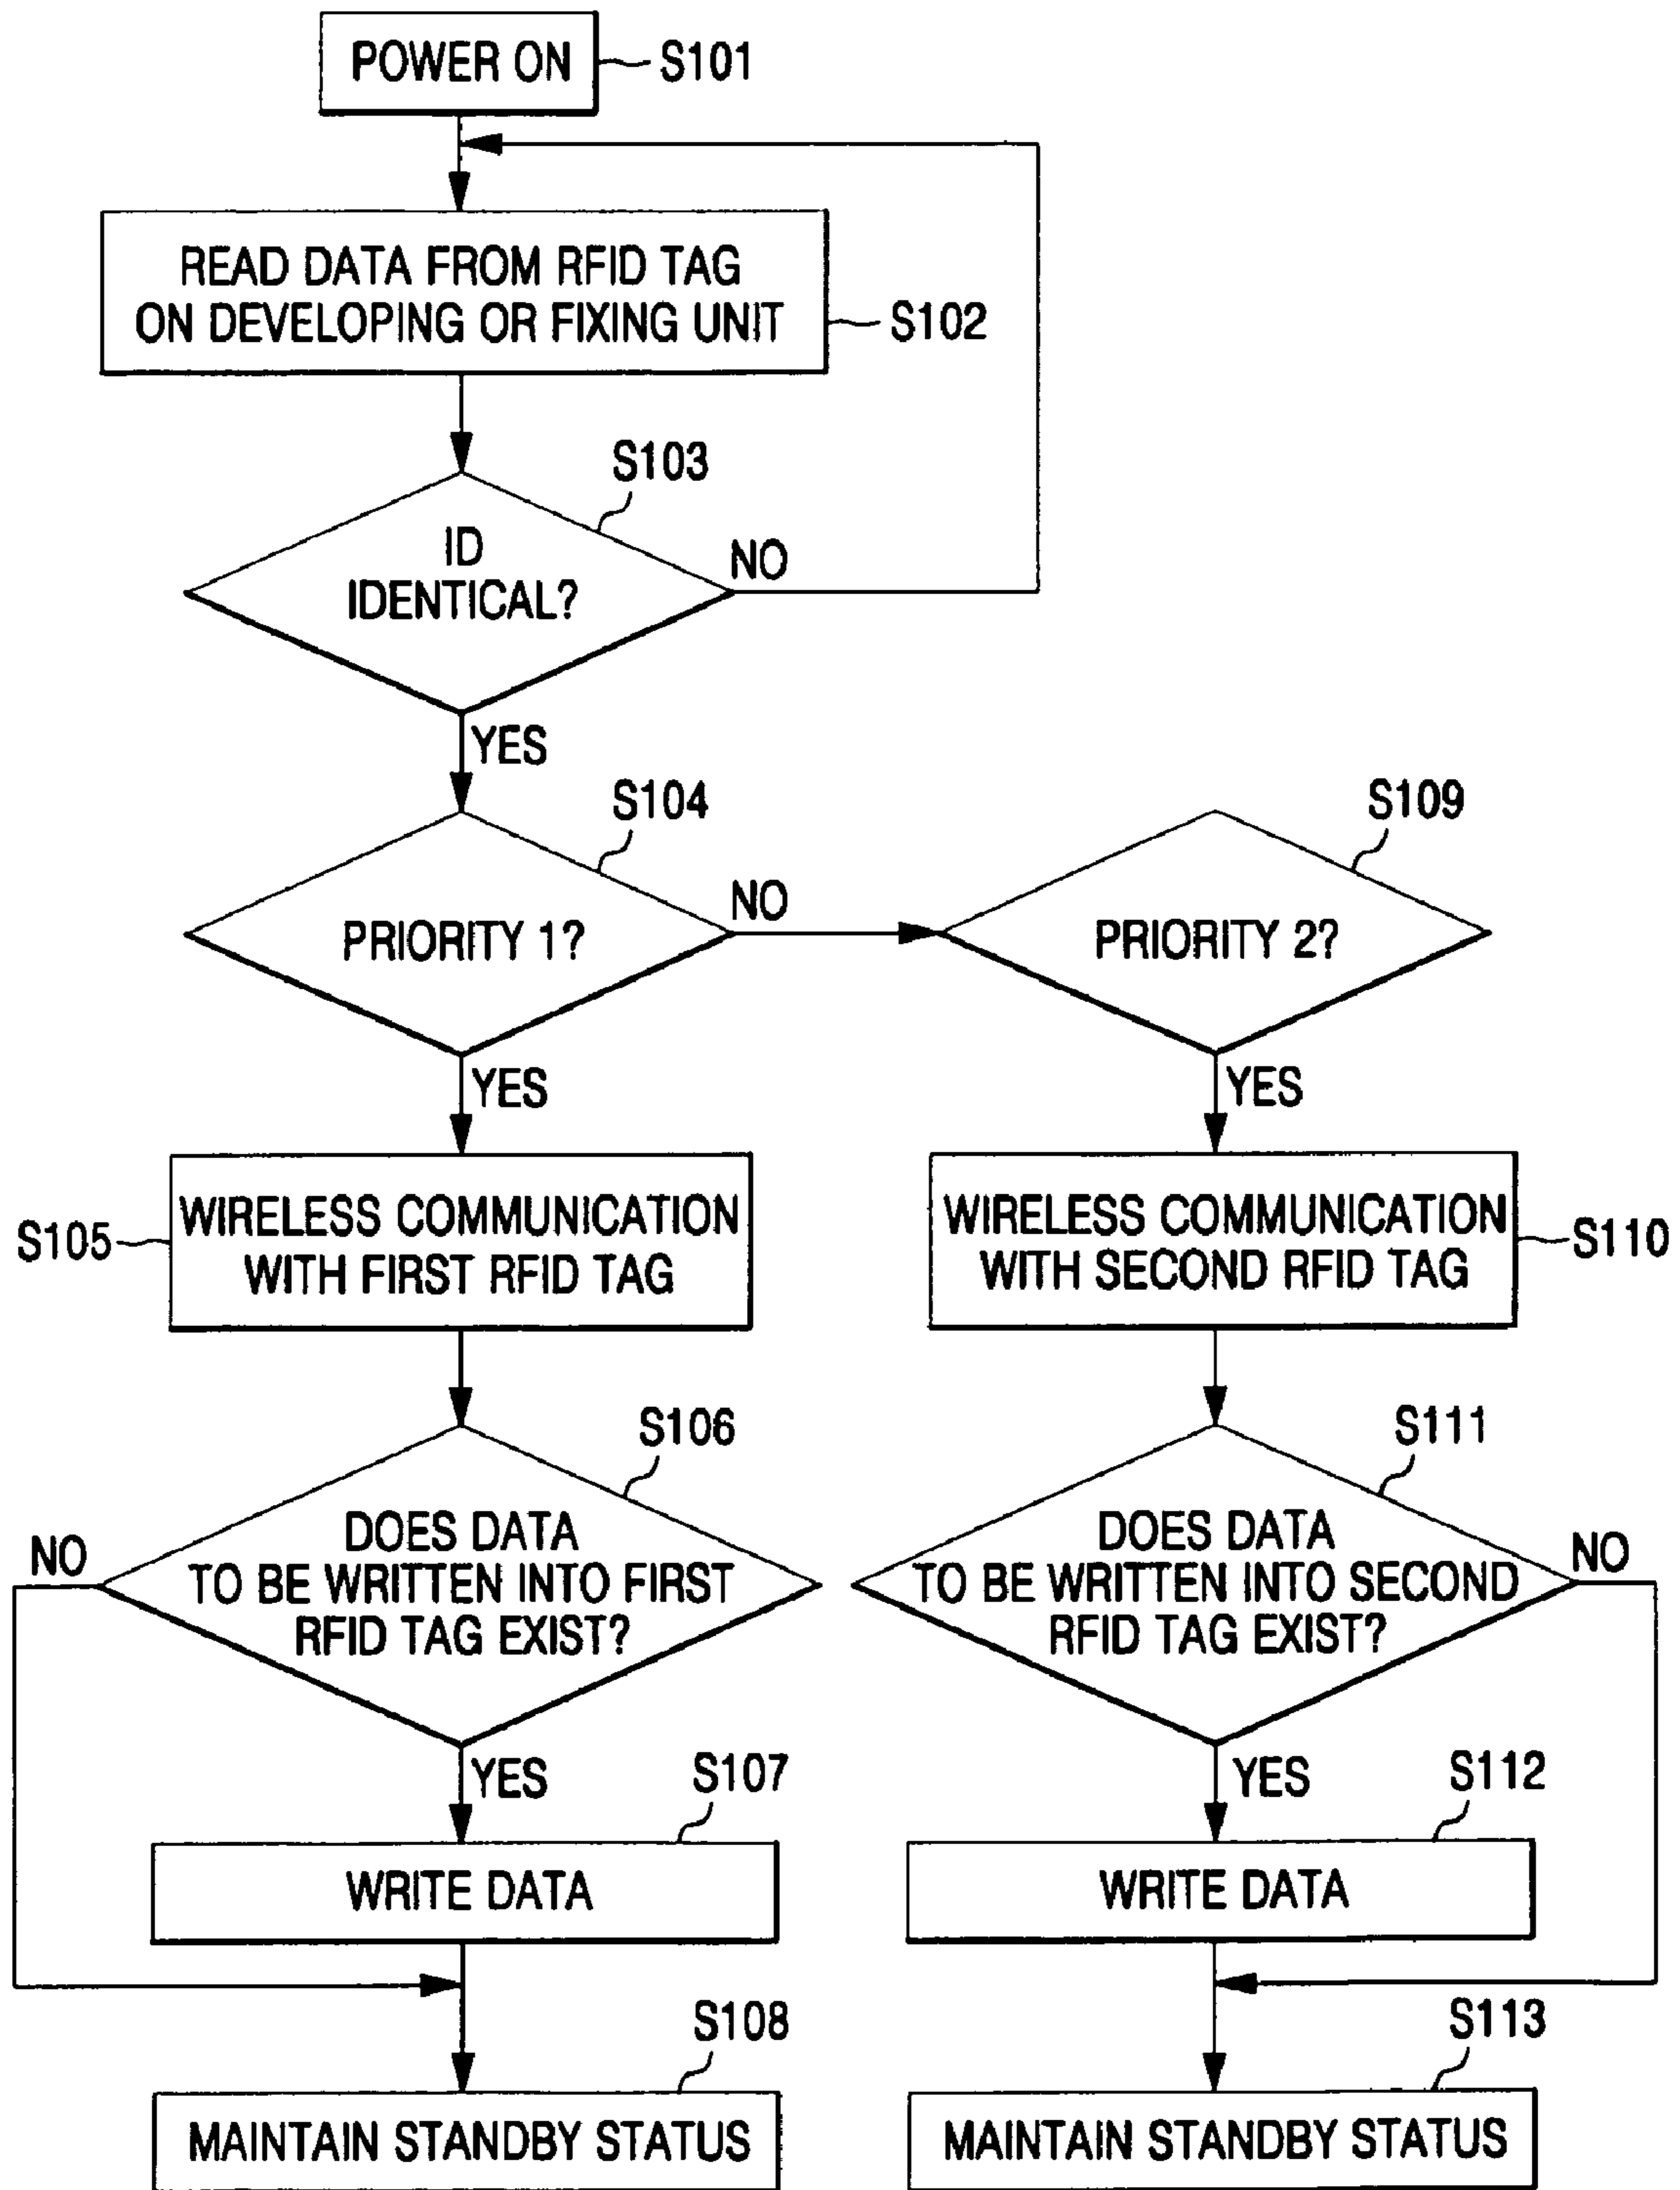 POWER ON
S101
READ DATA FROM RFID TAG
ON DEVELOPING OR FIXING UNIT
S102
S103
ID
IDENTICAL?
NO
YES
S104
PRIORITY 1?
NO
S109
PRIORITY 2?
YES
YES
S105
WIRELESS COMMUNICATION
WITH FIRST RFID TAG
WIRELESS COMMUNICATION
WITH SECOND RFID TAG
S110
S106
DOES DATA
TO BE WRITTEN INTO FIRST
RFID TAG EXIST?
NO
S111
DOES DATA
TO BE WRITTEN INTO SECOND
RFID TAG EXIST?
NO
YES
S107
WRITE DATA
YES
S112
WRITE DATA
S108
MAINTAIN STANDBY STATUS
S113
MAINTAIN STANDBY STATUS